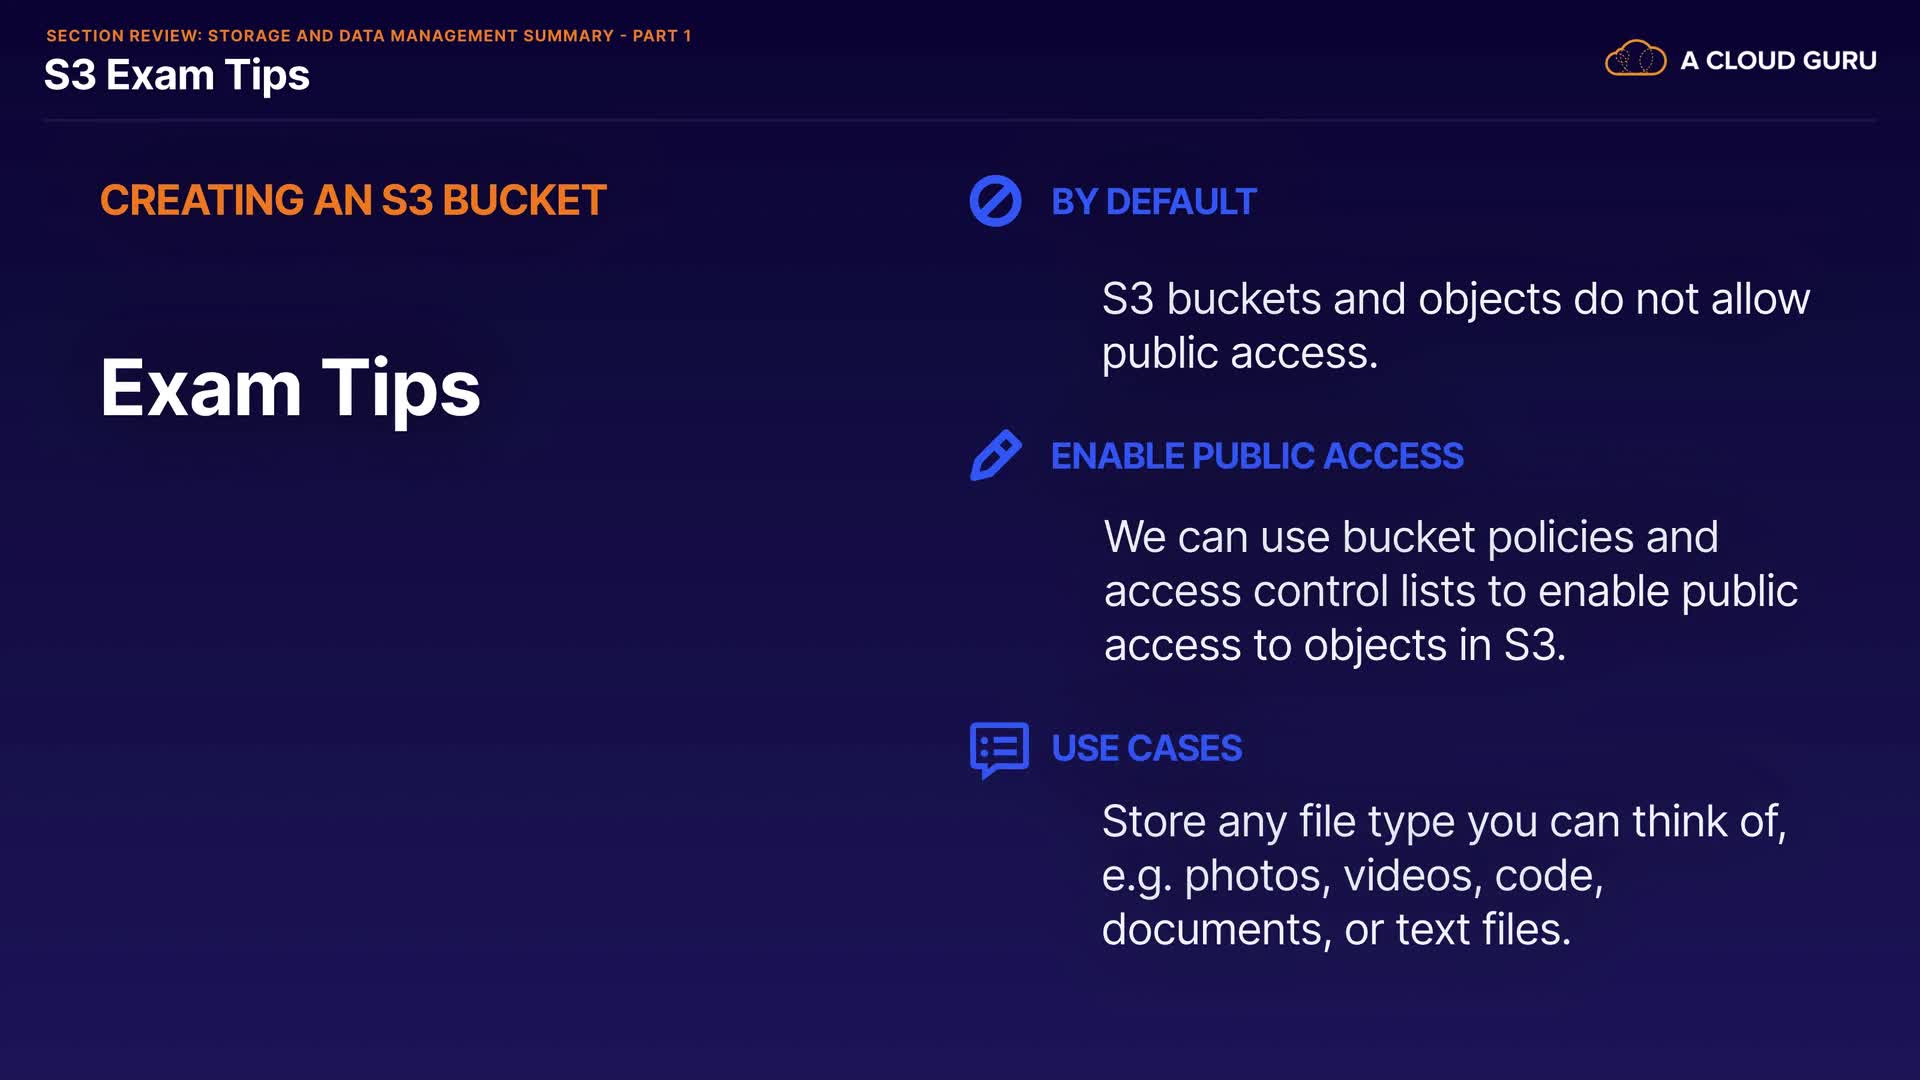 SECTION REVIEW: STORAGE AND DATA MANAGEMENT SUMMARY - PART 1
S3 Exam Tips
A CLOUD GURU
CREATING AN S3 BUCKET
Exam Tips
BY DEFAULT
S3 buckets and objects do not allow
public access.
ENABLE PUBLIC ACCESS
We can use bucket policies and
access control lists to enable public
access to objects in S3.
USE CASES
Store any file type you can think of,
e.g. photos, videos, code,
documents, or text files.